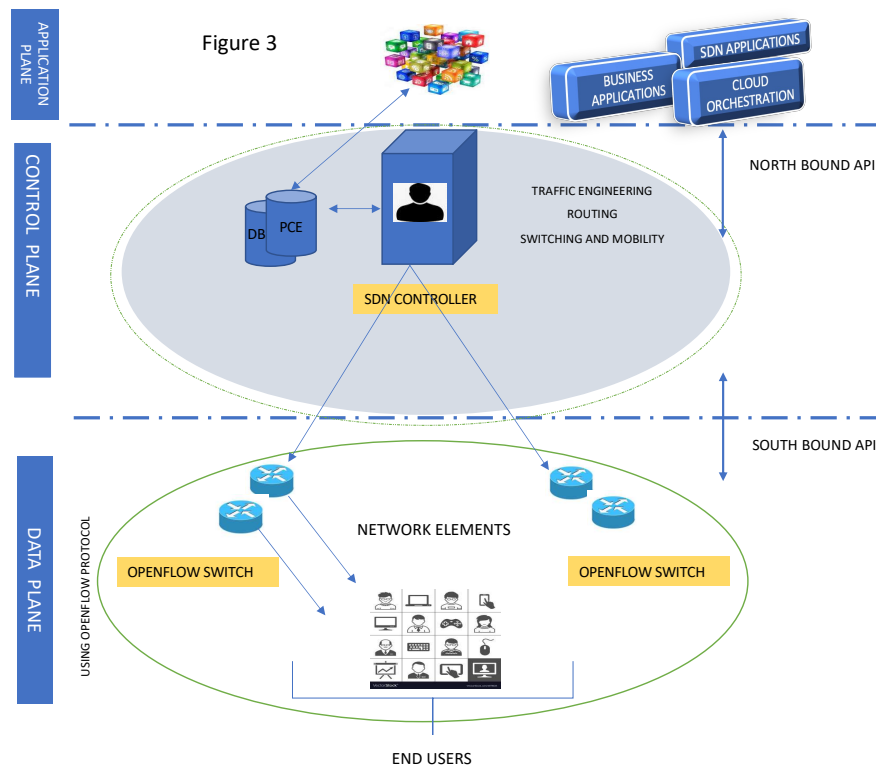 APPLICATION
PLANE
Figure 3
SDN APPLICATIONS
BUSINESS
APPLICATIONS
CLOUD
ORCHESTRATION
CONTROL PLANE
NORTH BOUND API
TRAFFIC ENGINEERING
ROUTING
SWITCHING AND MOBILITY
DB
PCE
SDN CONTROLLER
SOUTH BOUND API
DATA PLANE
USING OPENFLOW PROTOCOL
NETWORK ELEMENTS
OPENFLOW SWITCH
OPENFLOW SWITCH
END USERS